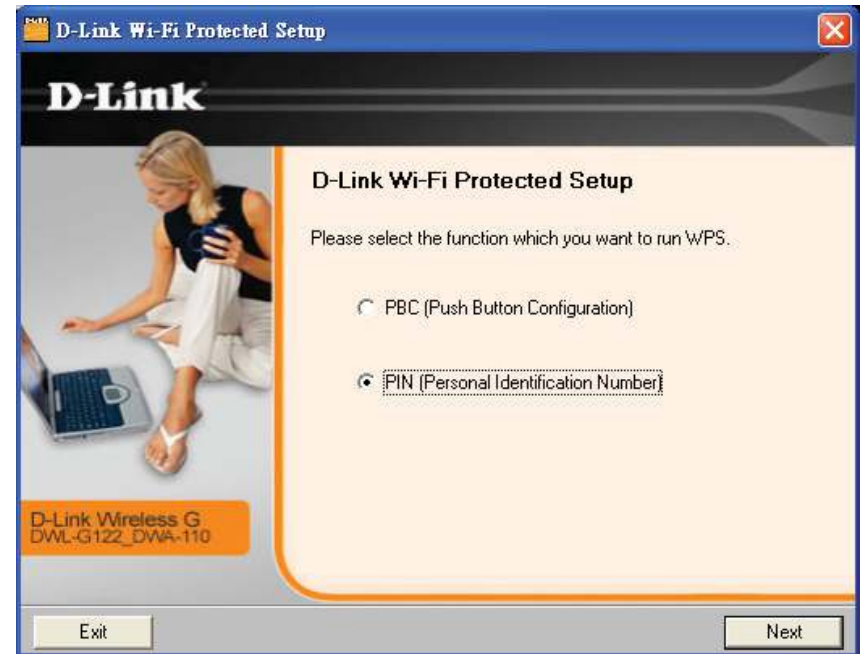 D-Link Wi-Fi Protected Setup
D-Link
D-Link Wi-Fi Protected Setup
Please select the function which you want to run WPS.
PBC (Push Button Configuration)
PIN (Personal Identification Number)
D-Link Wireless G
DWL-G122_DWA-110
Exit
Next